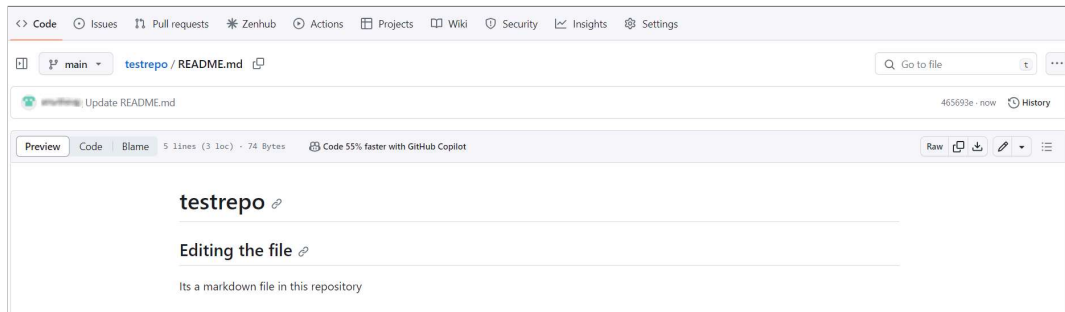 <> Code Issues Pull requests Zenhub Actions Projects Wiki Security Insights Settings
main testrepo / README.md Go to file t
Update README.md 465693e · now History
Preview Code Blame 5 lines (3 loc) · 74 Bytes Code 55% faster with GitHub Copilot Raw
testrepo
Editing the file
Its a markdown file in this repository